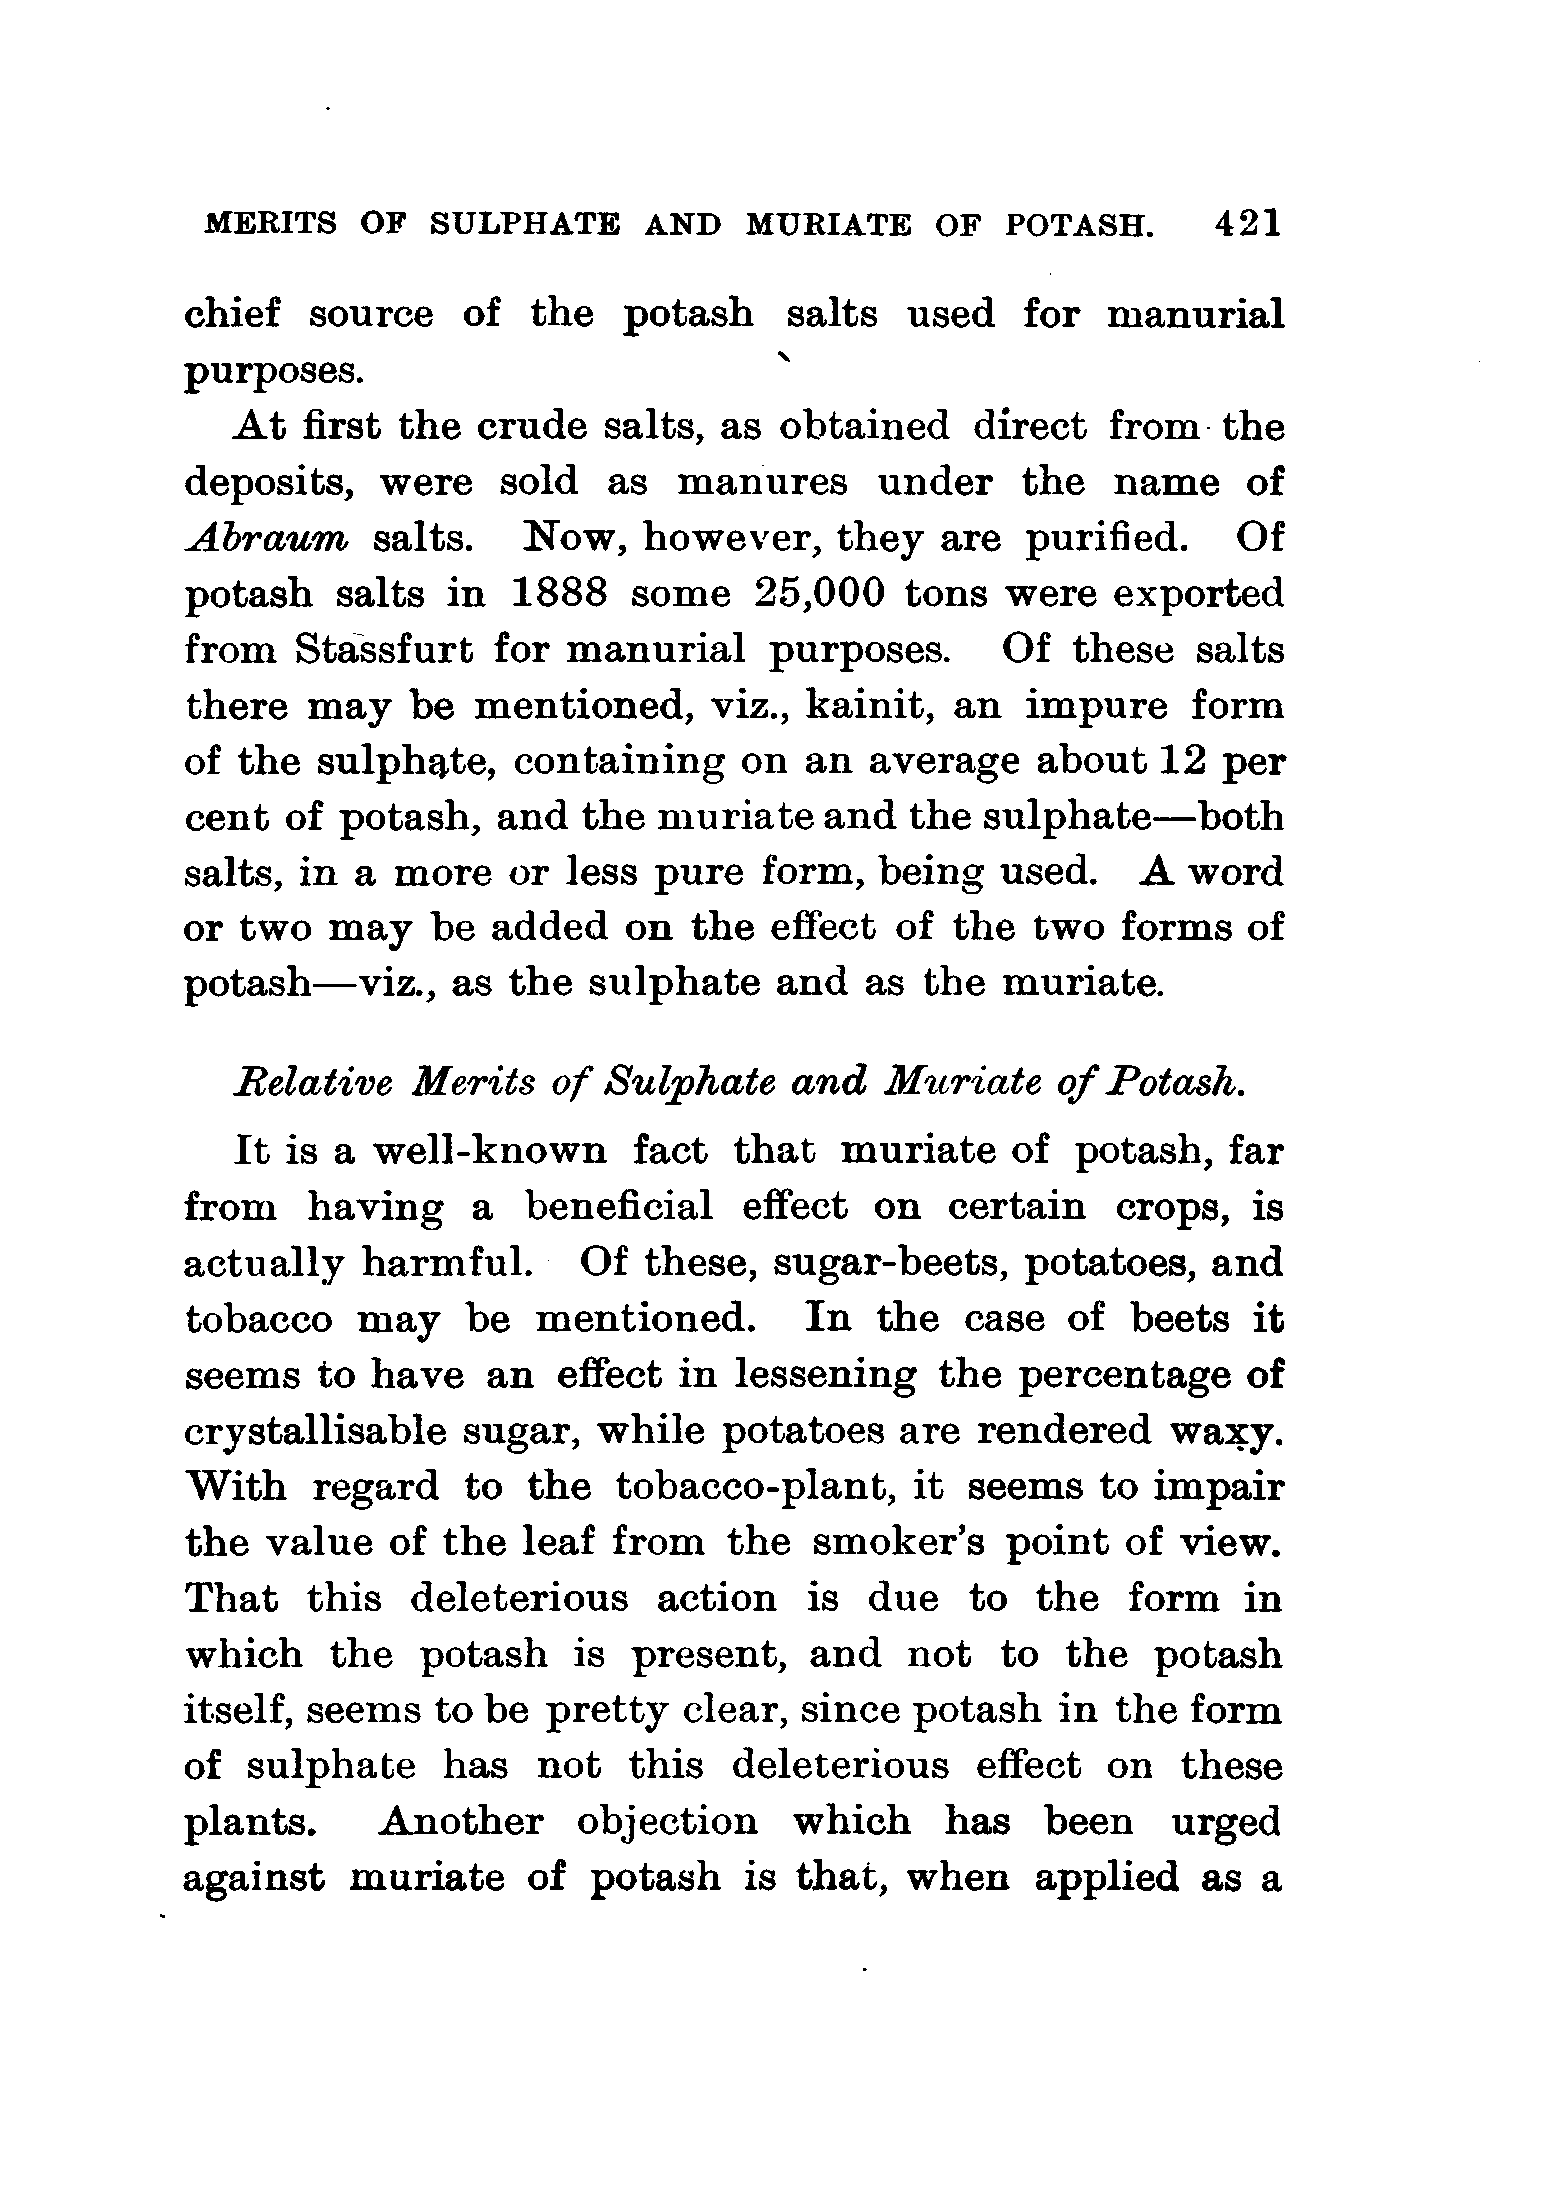 MERITS OF SULPHATE AND MURIATE OF POTASH. 421
chief source of the potash salts used for manurial
purposes.
At first the crude salts, as obtained direct from the
deposits, were sold as manures under the name of
Abraum salts. Now, however, they are purified. Of
potash salts in 1888 some 25,000 tons were exported
from Stassfurt for manurial purposes. Of these salts
there may be mentioned, viz., kainit, an impure form
of the sulphate, containing on an average about 12 per
cent of potash, and the muriate and the sulphate—both
salts, in a more or less pure form, being used. A word
or two may be added on the effect of the two forms of
potash—viz., as the sulphate and as the muriate.
Relative Merits of Sulphate and Muriate of Potash.
It is a well-known fact that muriate of potash, far
from having a beneficial effect on certain crops, is
actually harmful. Of these, sugar-beets, potatoes, and
tobacco may be mentioned. In the case of beets it
seems to have an effect in lessening the percentage of
crystallisable sugar, while potatoes are rendered waxy.
With regard to the tobacco-plant, it seems to impair
the value of the leaf from the smoker's point of view.
That this deleterious action is due to the form in
which the potash is present, and not to the potash
itself, seems to be pretty clear, since potash in the form
of sulphate has not this deleterious effect on these
plants. Another objection which has been urged
against muriate of potash is that, when applied as a